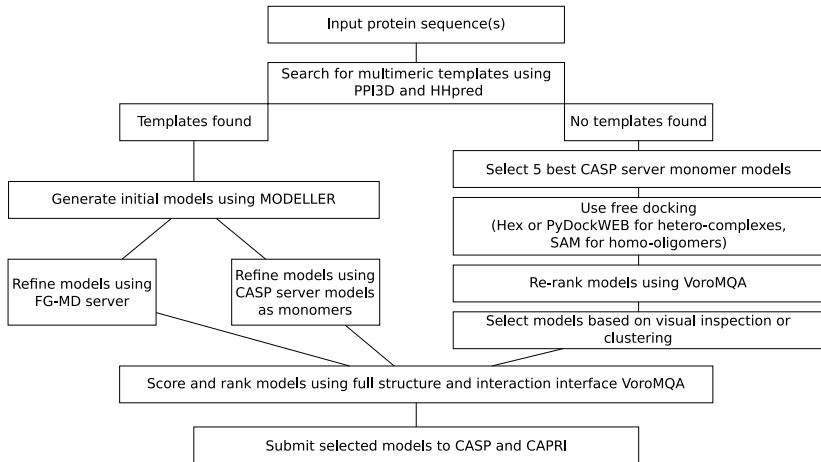 Input protein sequence(s)
Search for multimeric templates using
PPI3D and HHpred
Templates found
No templates found
Generate initial models using MODELLER
Refine models using
FG-MD server
Refine models using
CASP server models
as monomers
Select 5 best CASP server monomer models
Use free docking
(Hex or PyDockWEB for hetero-complexes,
SAM for homo-oligomers)
Re-rank models using VoroMQA
Select models based on visual inspection or
clustering
Score and rank models using full structure and interaction interface VoroMQA
Submit selected models to CASP and CAPRI